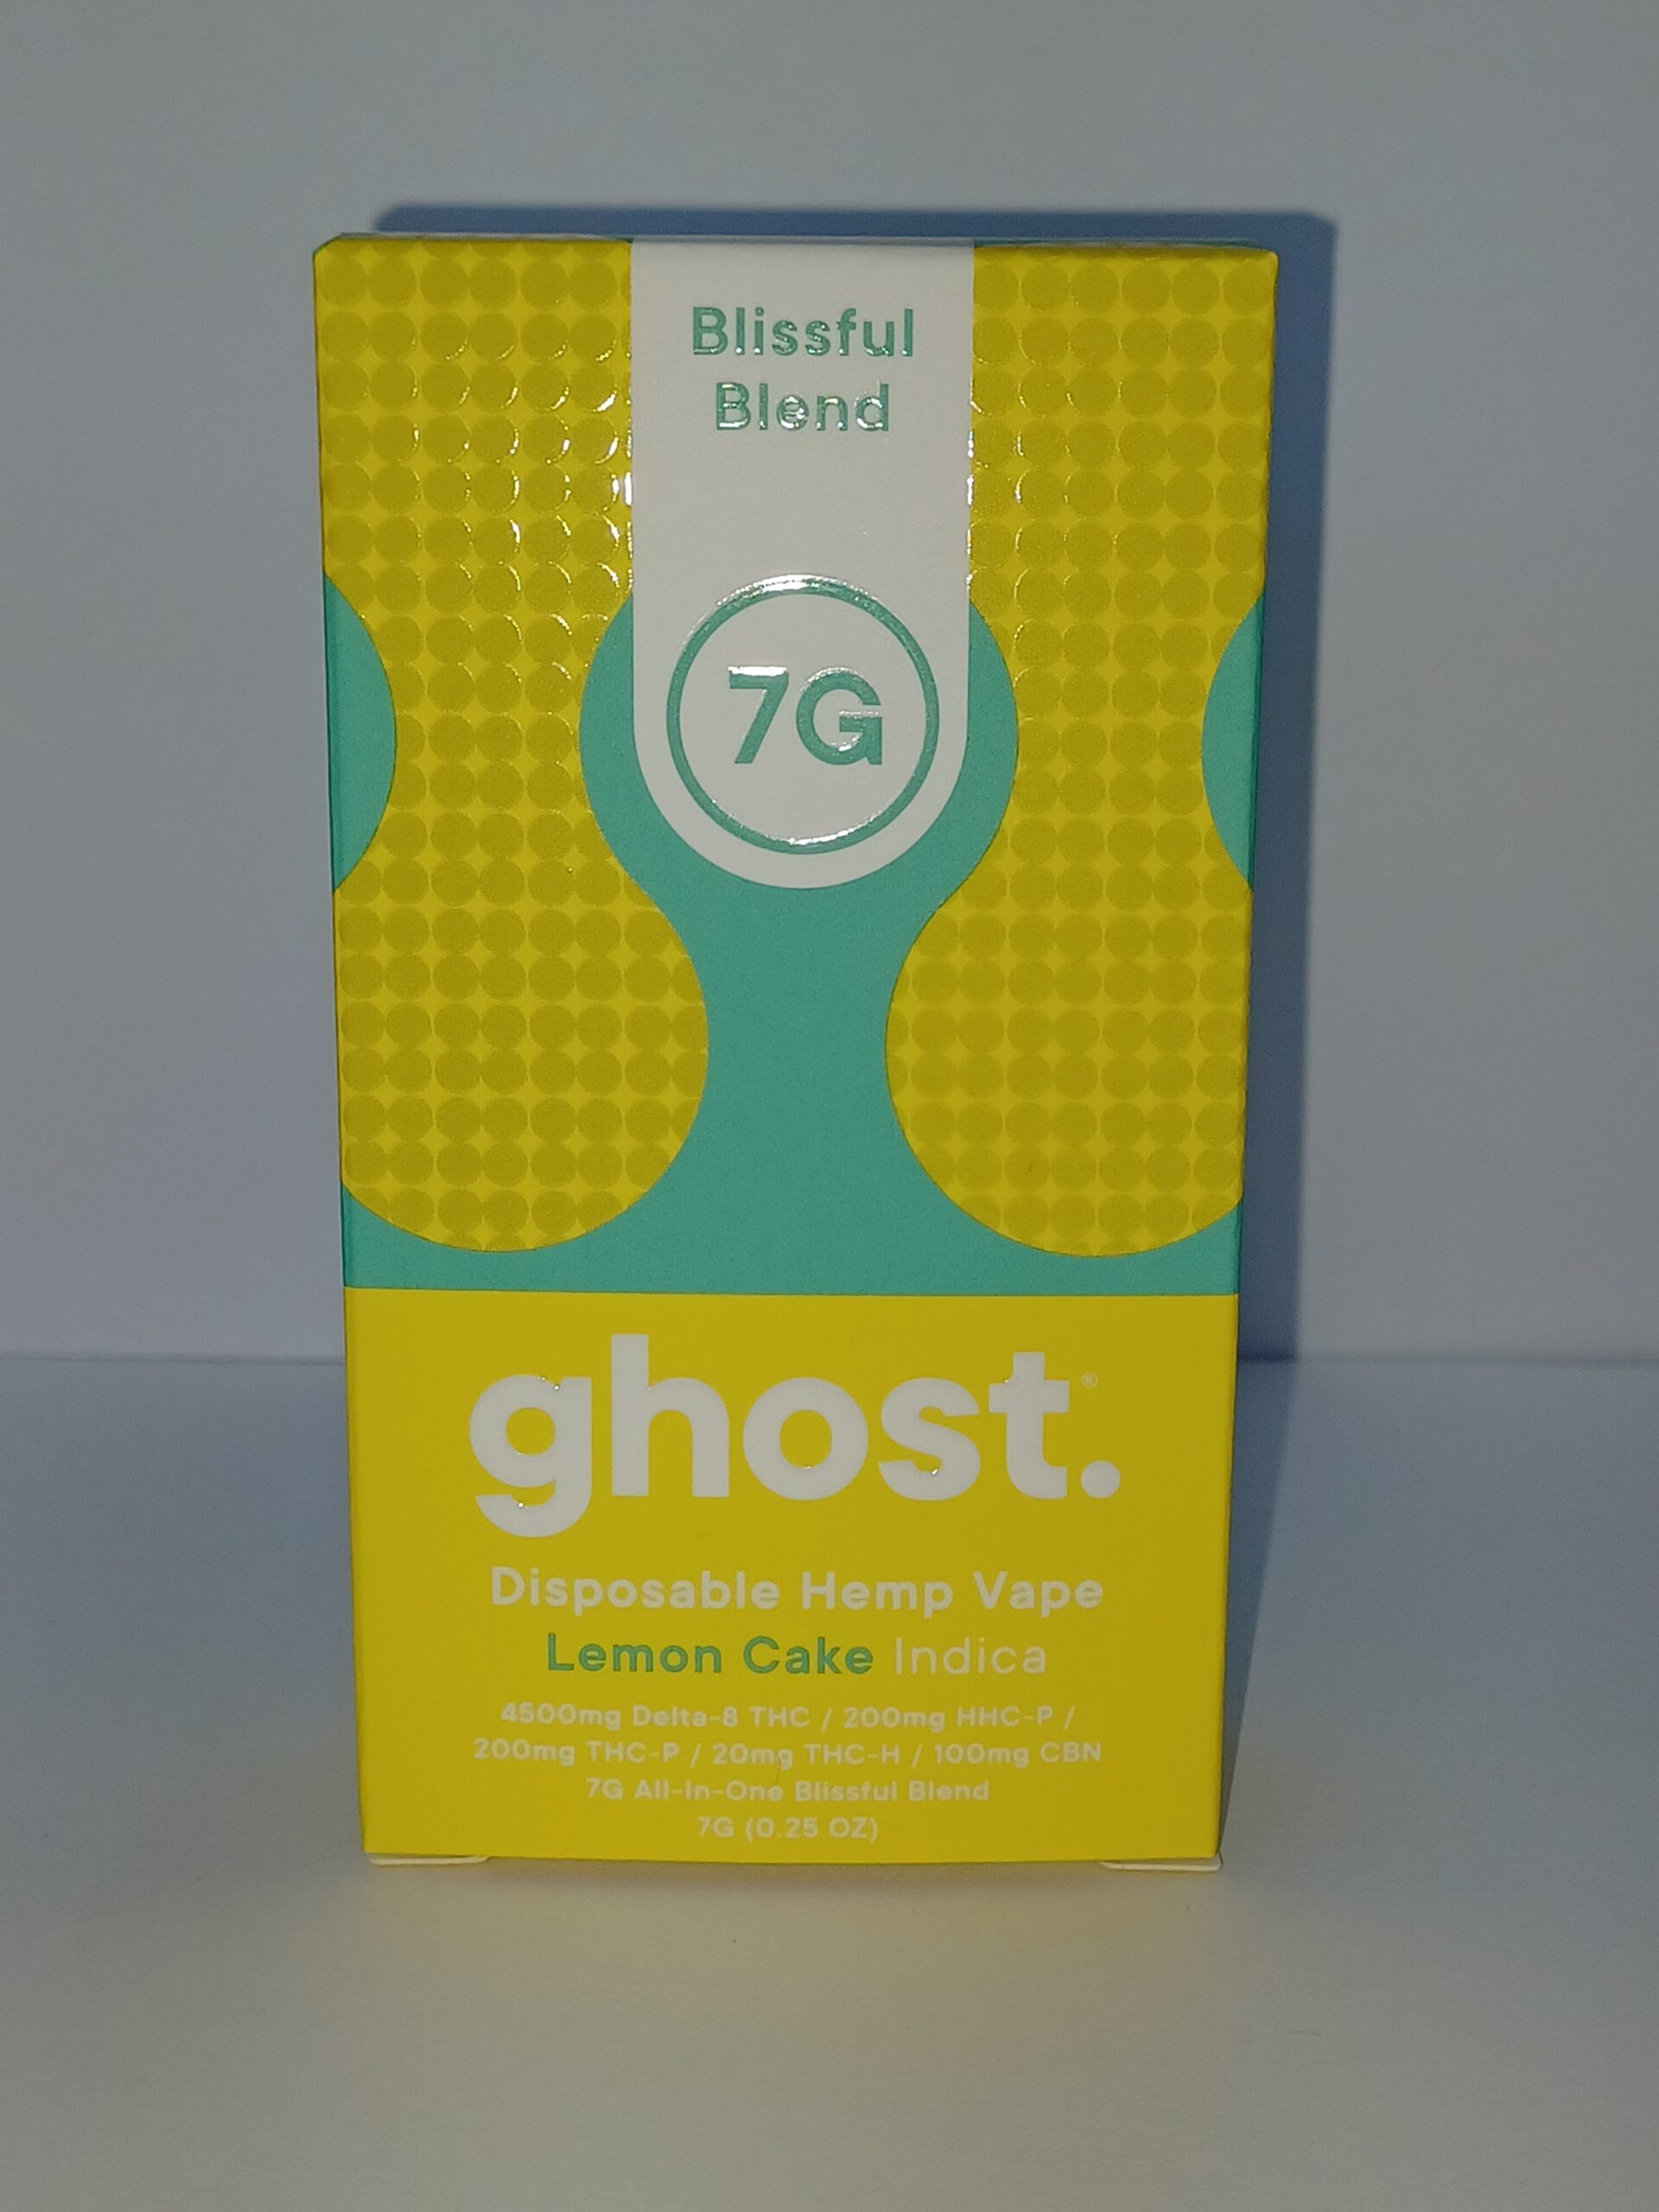 Blissful
Blend
7G
ghost.®
Disposable Hemp Vape
Lemon Cake Indica
4500mg Delta-8 THC / 200mg HHC-P /
200mg THC-P / 20mg THC-H / 100mg CBN
7G All-In-One Blissful Blend
7G (0.25 OZ)